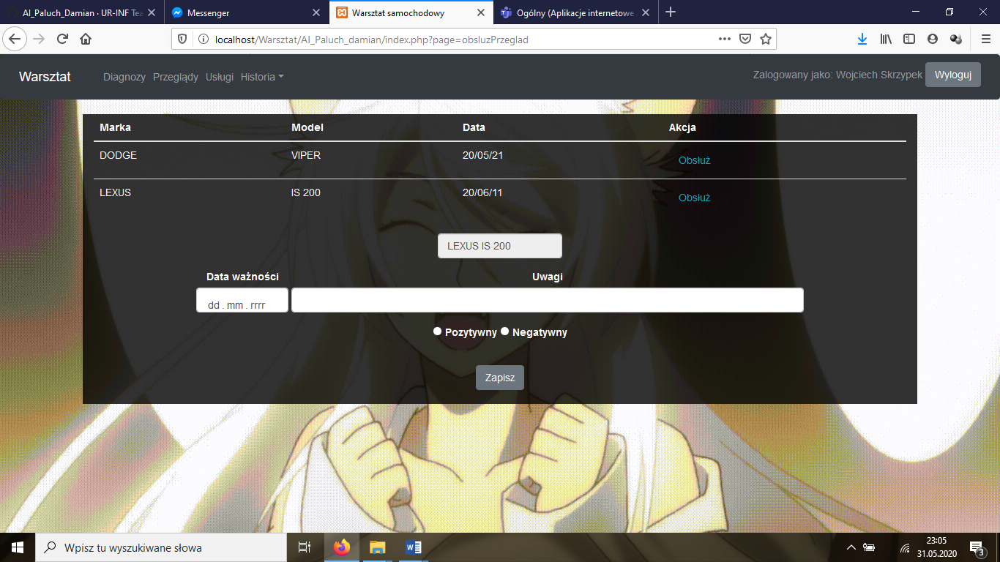 AI_Paluch_Damian · UR-INF Tea
Messenger
Warsztat samochodowy
Ogólny (Aplikacje internetowe
localhost/Warsztat/AI_Paluch_damian/index.php?page=obsluzPrzeglad
Warsztat Diagnozy Przeglądy Usługi Historia Zalogowany jako: Wojciech Skrzypek Wyloguj
Marka Model Data Akcja
DODGE VIPER 20/05/21 Obsłuż
LEXUS IS 200 20/06/11 Obsłuż
LEXUS IS 200
Data ważności Uwagi
dd . mm . rrrr
Pozytywny Negatywny
Zapisz
Wpisz tu wyszukiwane słowa
23:05
31.05.2020
3